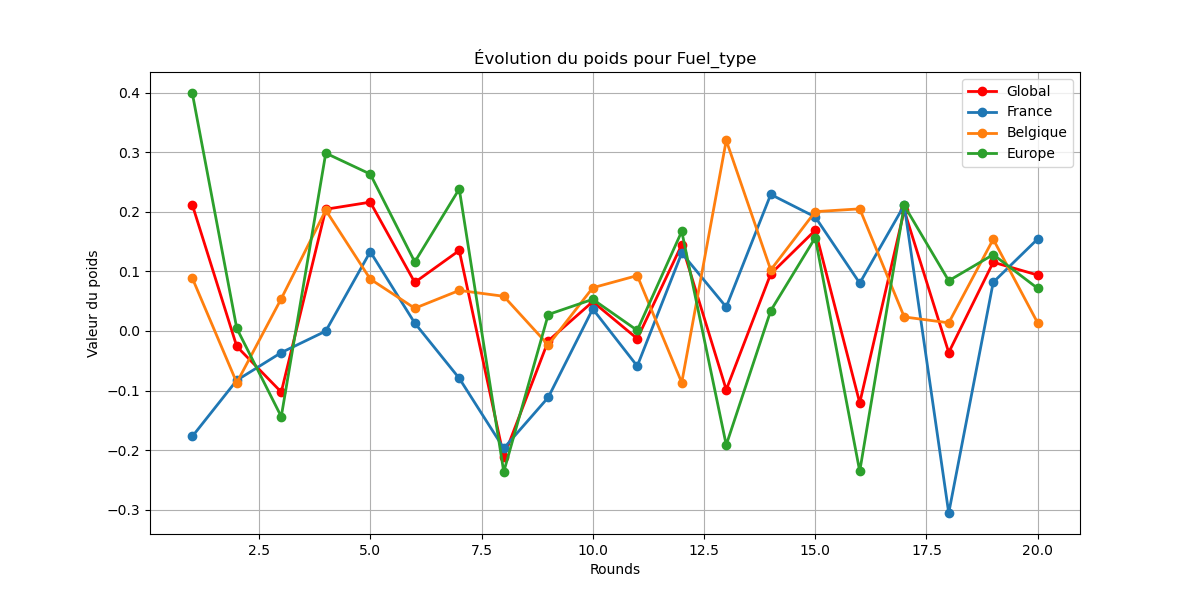 Évolution du poids pour Fuel_type
Valeur du poids
0.4
0.3
0.2
0.1
0.0
−0.1
−0.2
−0.3
2.5
5.0
7.5
10.0
12.5
15.0
17.5
20.0
Rounds
Global
France
Belgique
Europe